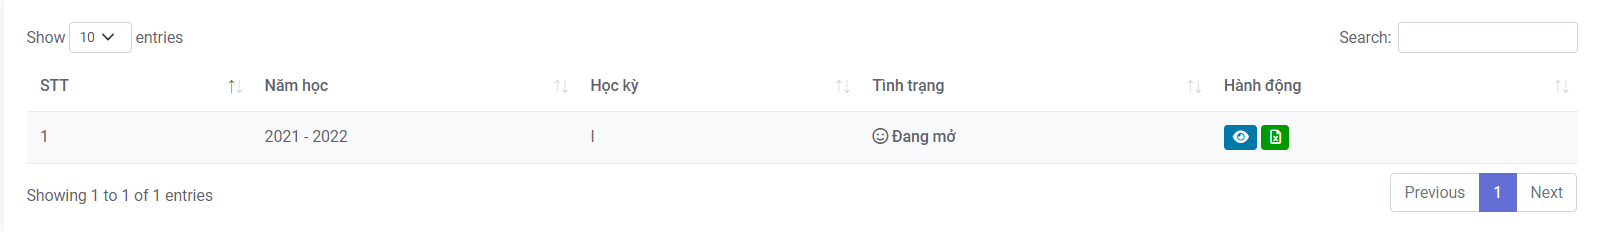 Show 10 entries Search:
STT Năm học Học kỳ Tình trạng Hành động
1 2021 - 2022 I Đang mở
Showing 1 to 1 of 1 entries Previous 1 Next